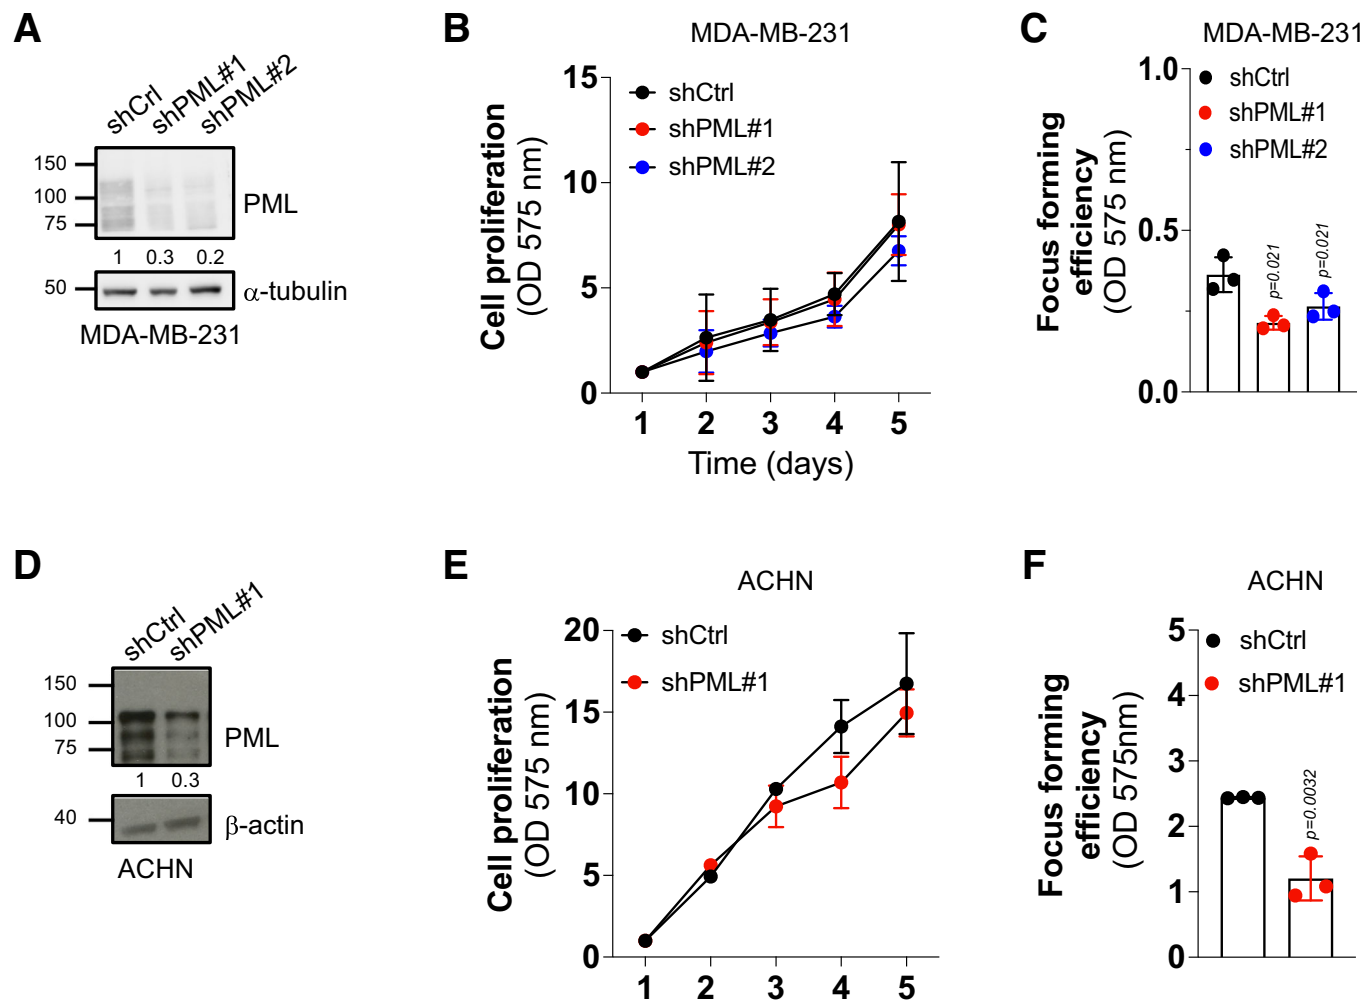 A
shCrl
shPML#1
shPML#2
150
100
75
PML
1 0.3 0.2
50
α-tubulin
MDA-MB-231
B
MDA-MB-231
Cell proliferation
(OD 575 nm)
15
10
5
0
shCtrl
shPML#1
shPML#2
1 2 3 4 5
Time (days)
C
MDA-MB-231
Focus forming
efficiency
(OD 575 nm)
1.0
0.5
0.0
shCtrl
shPML#1
shPML#2
p=0.021
p=0.021
D
shCtrl
shPML#1
150
100
75
PML
1 0.3
40
β-actin
ACHN
E
ACHN
Cell proliferation
(OD 575 nm)
20
15
10
5
0
shCtrl
shPML#1
1 2 3 4 5
F
ACHN
Focus forming
efficiency
(OD 575nm)
5
4
3
2
1
0
shCtrl
shPML#1
p=0.0032